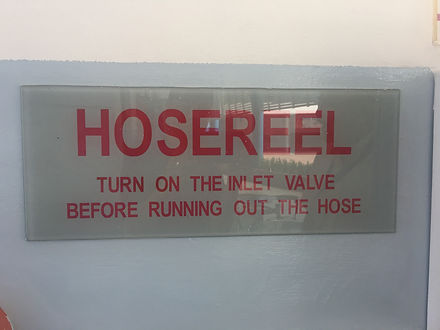 HOSEREEL
TURN ON THE INLET VALVE
BEFORE RUNNING OUT THE HOSE